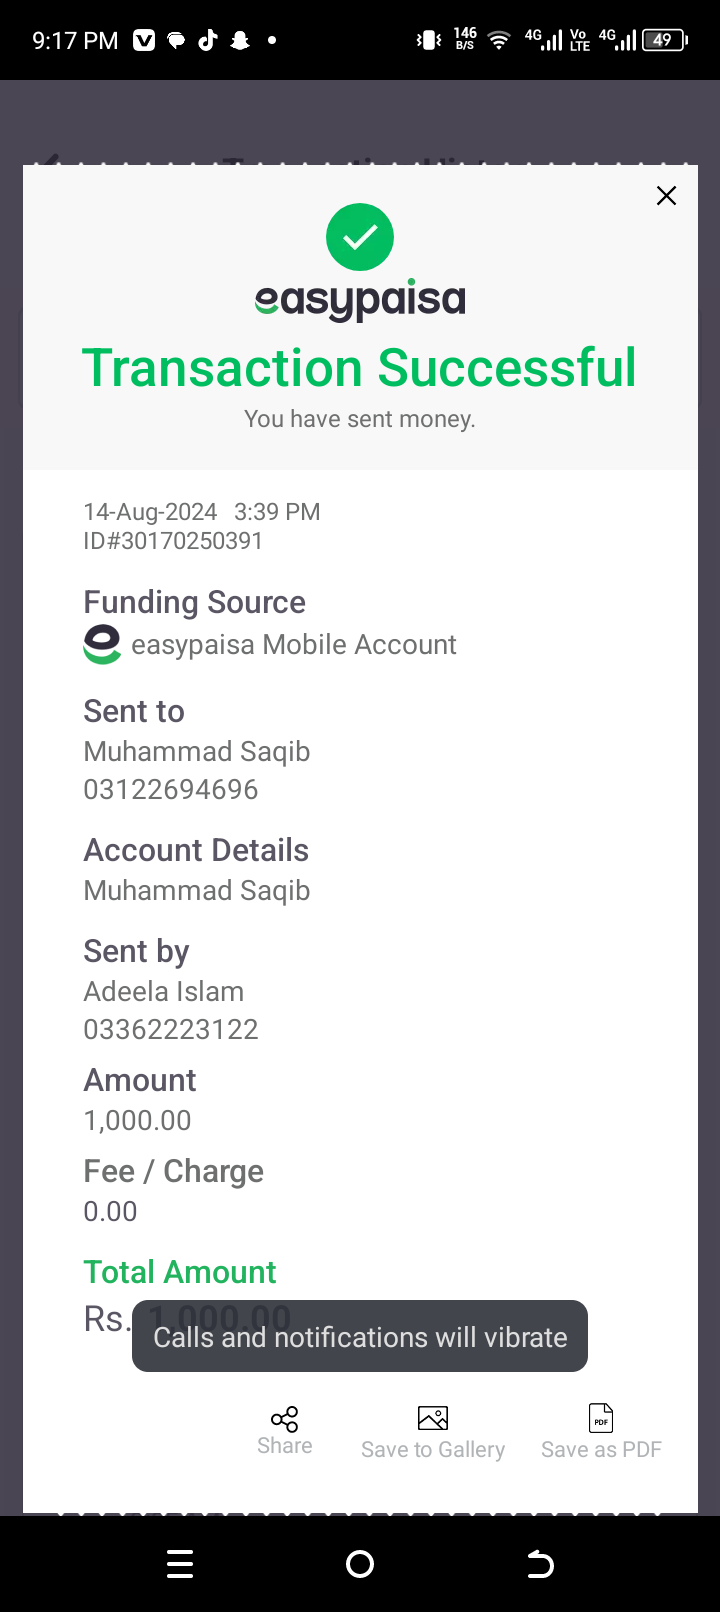 9:17 PM
146 B/S 4G Vo LTE 4G 49
easypaisa
Transaction Successful
You have sent money.
14-Aug-2024 3:39 PM
ID#30170250391
Funding Source
easypaisa Mobile Account
Sent to
Muhammad Saqib
03122694696
Account Details
Muhammad Saqib
Sent by
Adeela Islam
03362223122
Amount
1,000.00
Fee / Charge
0.00
Total Amount
Rs. 1,000.00
Calls and notifications will vibrate
Share
Save to Gallery
PDF
Save as PDF